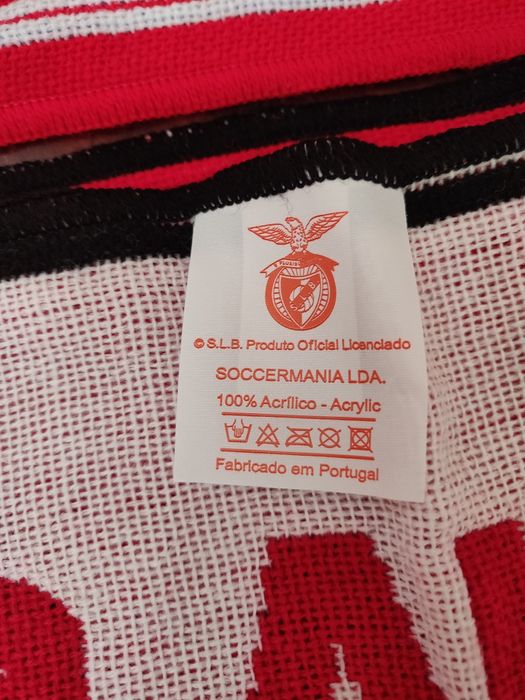 © S.L.B. Produto Oficial Licenciado
SOCCERMANIA LDA.
100% Acrílico - Acrylic
Fabricado em Portugal